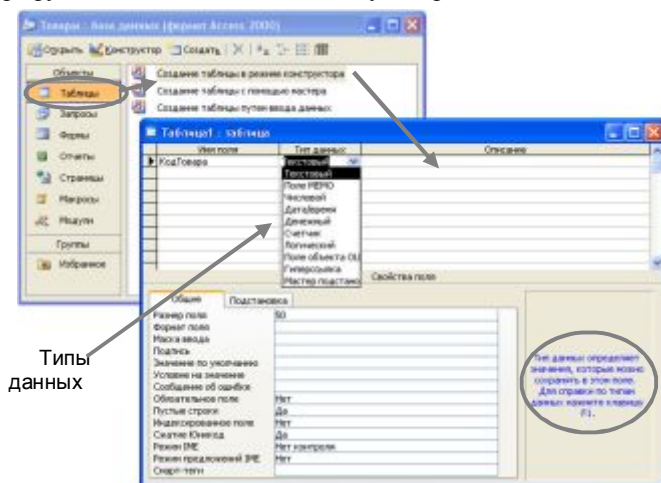 Товары : база данных (формат Access 2000)
Открыть Конструктор Создать
Объекты
Таблицы
Запросы
Формы
Отчеты
Страницы
Макросы
Модули
Группы
Избранное
Создание таблицы в режиме конструктора
Создание таблицы с помощью мастера
Создание таблицы путем ввода данных
Таблица1 : таблица
Имя поля Тип данных Описание
КодТовара Текстовый
Текстовый
Поле МЕМО
Числовой
Дата/время
Денежный
Счетчик
Логический
Поле объекта OL
Гиперссылка
Мастер подстано
Свойства поля
Общие Подстановка
Размер поля 50
Формат поля
Маска ввода
Подпись
Значение по умолчанию
Условие на значение
Сообщение об ошибке
Обязательное поле Нет
Пустые строки Да
Индексированное поле Нет
Сжатие Юникод Да
Режим IME Нет контроля
Режим предложений IME Нет
Смарт-теги
Тип данных определяет
значения, которые можно
сохранить в этом поле.
Для справки по типам
данных нажмите клавишу
F1.
Типы
данных